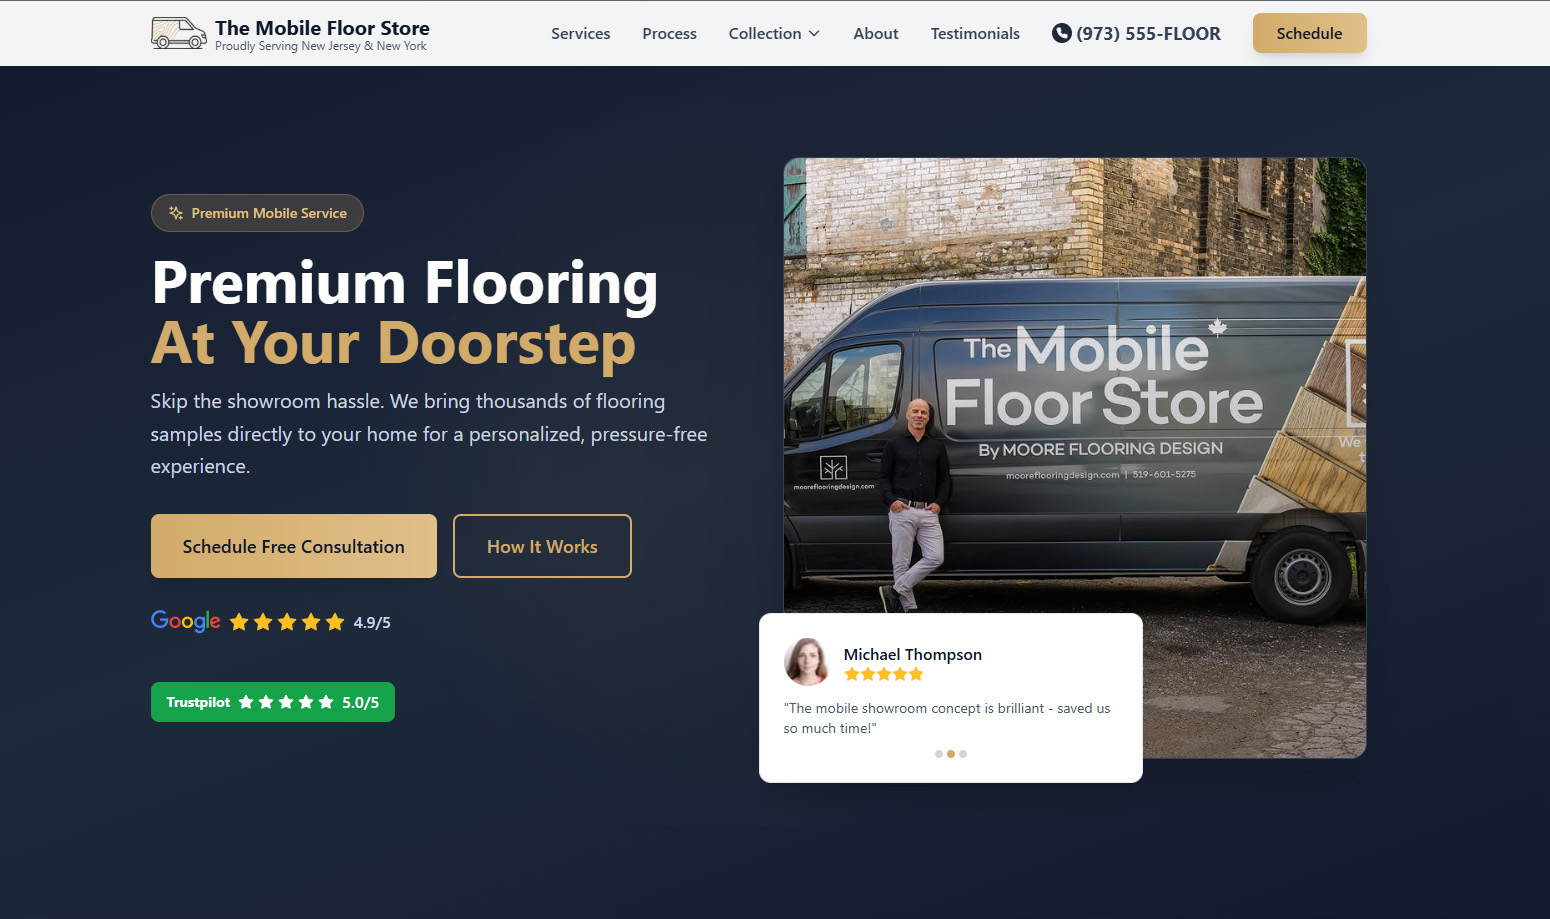 The Mobile Floor Store
Proudly Serving New Jersey & New York
Services
Process
Collection
About
Testimonials
(973) 555-FLOOR
Schedule
Premium Mobile Service
Premium Flooring
At Your Doorstep
Skip the showroom hassle. We bring thousands of flooring
samples directly to your home for a personalized, pressure-free
experience.
Schedule Free Consultation
How It Works
Google 4.9/5
Trustpilot 5.0/5
The Mobile
Floor Store
By MOORE FLOORING DESIGN
mooreflooringdesign.com | 519-601-5275
mooreflooringdesign.com
We
t
Michael Thompson
"The mobile showroom concept is brilliant - saved us
so much time!"